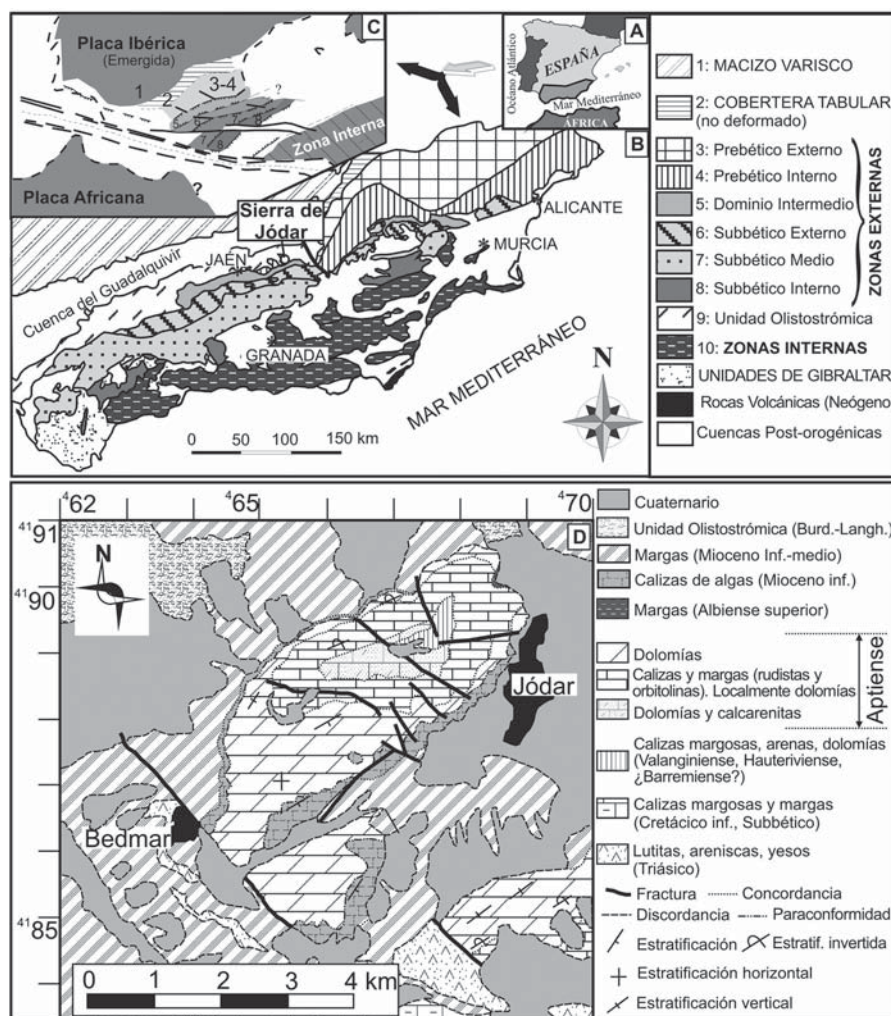 C
Placa Ibérica
(Emergida)
1
2
3-4
?
5
6
7
8
7
8
Zona Interna
Placa Africana
?
A
Océano Atlántico
ESPAÑA
Mar Mediterráneo
ÁFRICA
B
Sierra de
Jódar
ALICANTE
MURCIA
JAÉN
Cuenca del Guadalquivir
GRANADA
MAR MEDITERRÁNEO
N
0 50 100 150 km
1: MACIZO VARISCO
2: COBERTERA TABULAR
(no deformado)
3: Prebético Externo
4: Prebético Interno
5: Dominio Intermedio
6: Subbético Externo
7: Subbético Medio
8: Subbético Interno
ZONAS EXTERNAS
9: Unidad Olistostrómica
10: ZONAS INTERNAS
UNIDADES DE GIBRALTAR
Rocas Volcánicas (Neógeno
Cuencas Post-orogénicas
462 465 470
4191
4190
4185
D
N
Jódar
Bedmar
0 1 2 3 4 km
Cuaternario
Unidad Olistostrómica (Burd.-Langh.)
Margas (Mioceno Inf.-medio)
Calizas de algas (Mioceno inf.)
Margas (Albiense superior)
Dolomías
Calizas y margas (rudistas y
orbitolinas). Localmente dolomías
Dolomías y calcarenitas
Aptiense
Calizas margosas, arenas, dolomías
(Valanginiense, Hauteriviense,
¿Barremiense?)
Calizas margosas y margas
(Cretácico inf., Subbético)
Lutitas, areniscas, yesos
(Triásico)
Fractura Concordancia
Discordancia Paraconformidad
Estratificación Estratif. invertida
Estratificación horizontal
Estratificación vertical